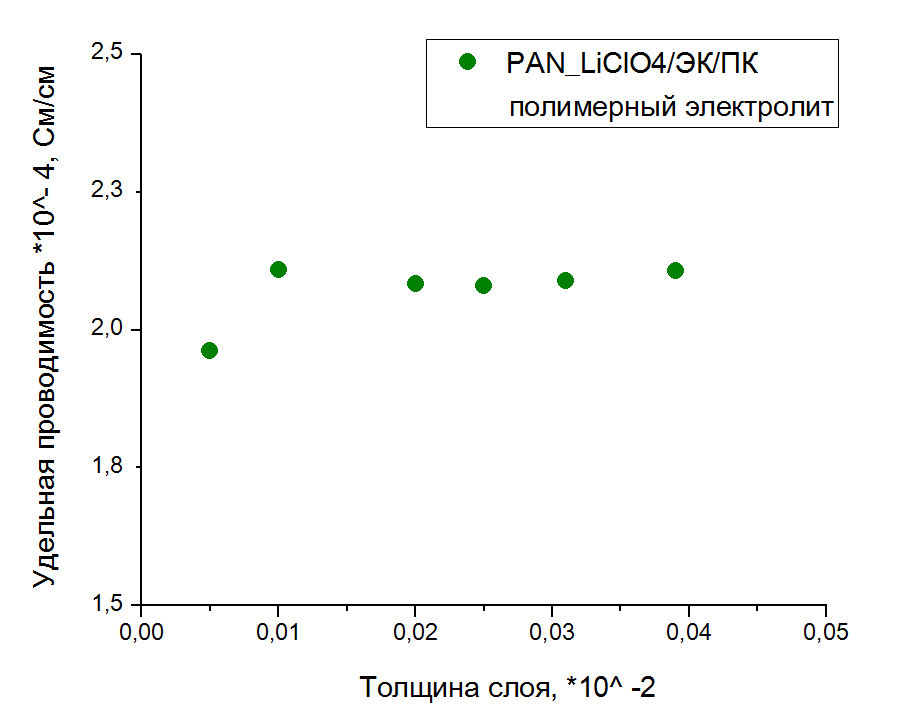 PAN_LiClO4/ЭК/ПК
полимерный электролит
Удельная проводимость *10^- 4, См/см
2,5
2,3
2,0
1,8
1,5
0,00 0,01 0,02 0,03 0,04 0,05
Толщина слоя, *10^ -2